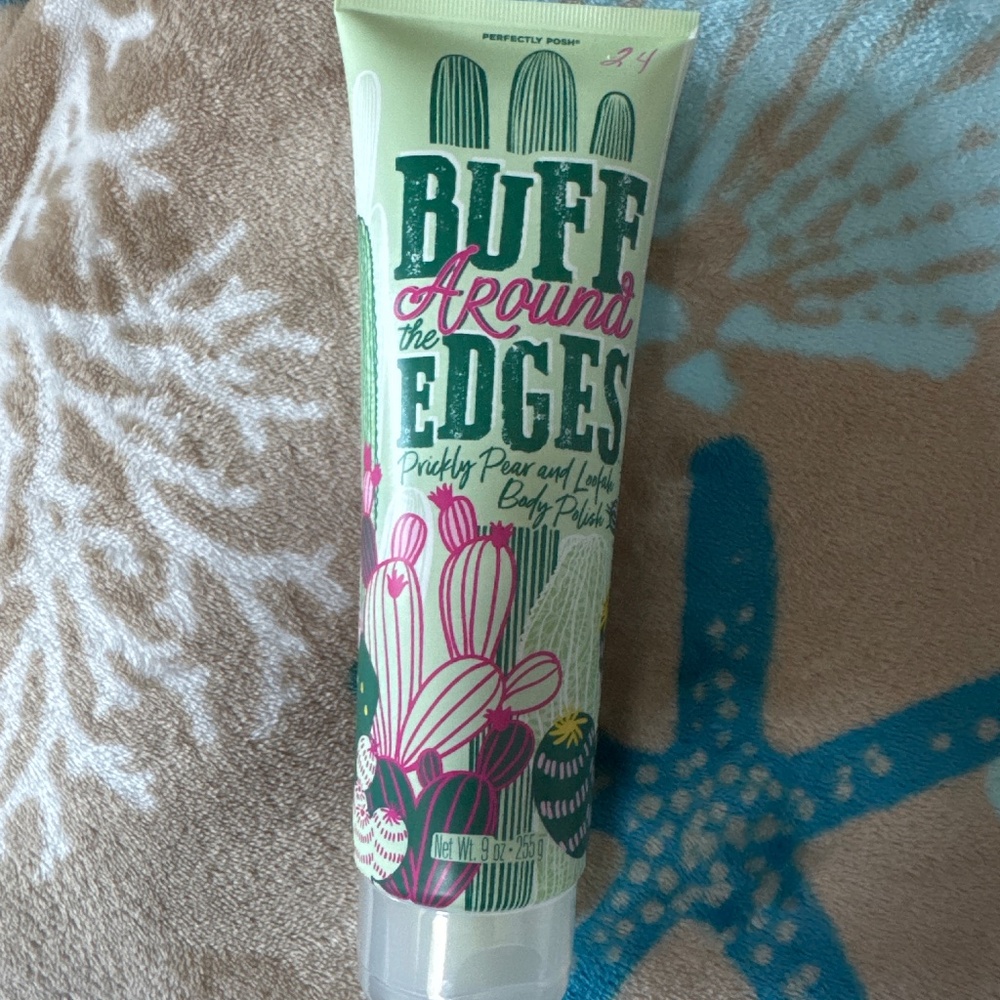 PERFECTLY POSH®
24
BUFF
Around
the
EDGES
Prickly Pear and Loofah
Body Polish
Net Wt. 9 oz • 255 g